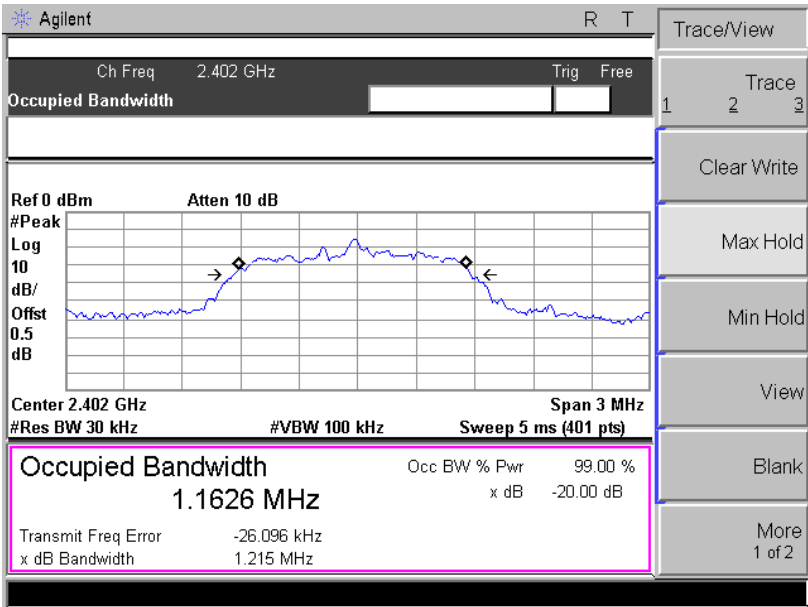 Agilent R T
Ch Freq 2.402 GHz Trig Free
Occupied Bandwidth
Ref 0 dBm Atten 10 dB
#Peak
Log
10
dB/
Offst
0.5
dB
Center 2.402 GHz Span 3 MHz
#Res BW 30 kHz #VBW 100 kHz Sweep 5 ms (401 pts)
Occupied Bandwidth
1.1626 MHz
Occ BW % Pwr 99.00 %
x dB -20.00 dB
Transmit Freq Error -26.096 kHz
x dB Bandwidth 1.215 MHz
Trace/View
Trace
1 2 3
Clear Write
Max Hold
Min Hold
View
Blank
More
1 of 2